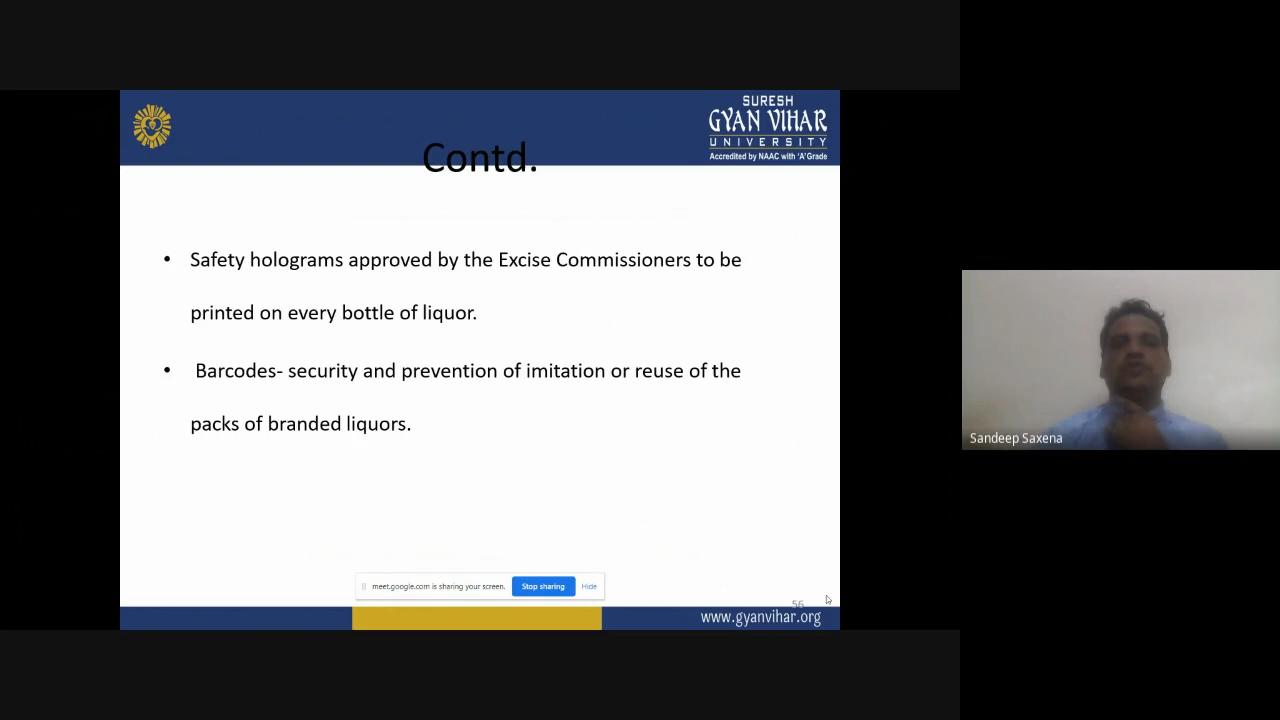 SURESH
GYAN VIHAR
UNIVERSITY
Accredited by NAAC with 'A' Grade
Contd.
• Safety holograms approved by the Excise Commissioners to be
printed on every bottle of liquor.
• Barcodes- security and prevention of imitation or reuse of the
packs of branded liquors.
Sandeep Saxena
meet.google.com is sharing your screen. Stop sharing Hide
56
www.gyanvihar.org